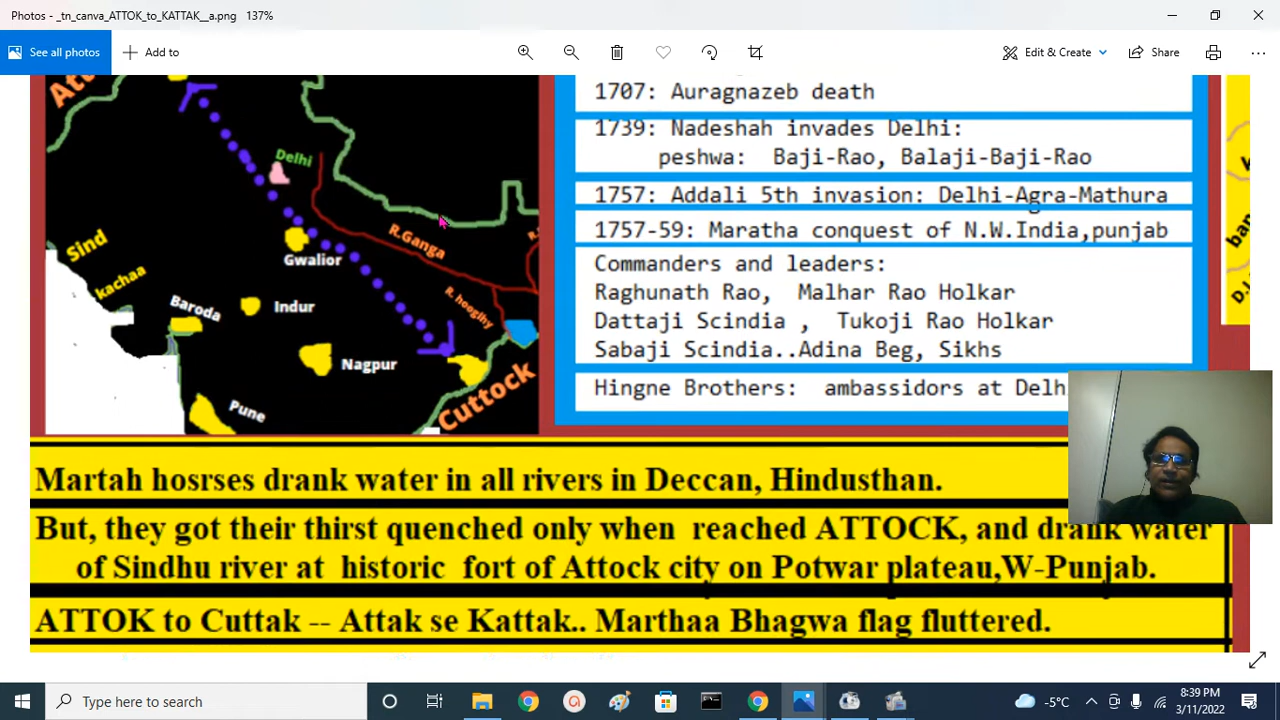 Photos - _tn_canva_ATTOK_to_KATTAK__a.png   137%
See all photos
Add to
Edit & Create
Share
Delhi
R.Ganga
Sind
kachaa
Gwalior
Baroda
Indur
R. hooglhy
Nagpur
Pune
Cuttock
1707: Auragnazeb death
1739: Nadeshah invades Delhi:
peshwa: Baji-Rao, Balaji-Baji-Rao
1757: Addali 5th invasion: Delhi-Agra-Mathura
1757-59: Maratha conquest of N.W.India,punjab
Commanders and leaders:
Raghunath Rao, Malhar Rao Holkar
Dattaji Scindia , Tukoji Rao Holkar
Sabaji Scindia..Adina Beg, Sikhs
Hingne Brothers: ambassidors at Delh
Martah hosrses drank water in all rivers in Deccan, Hindusthan.
But, they got their thirst quenched only when reached ATTOCK, and drank water
of Sindhu river at historic fort of Attock city on Potwar plateau,W-Punjab.
ATTOK to Cuttak -- Attak se Kattak.. Marthaa Bhagwa flag fluttered.
Type here to search
-5°C
8:39 PM
3/11/2022